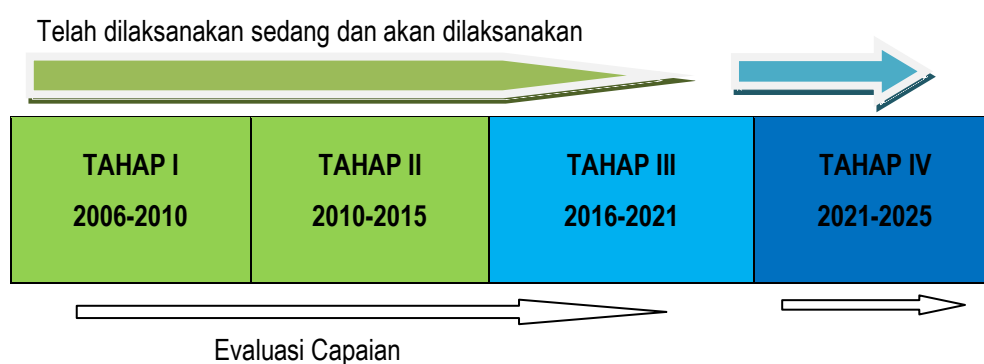 Telah dilaksanakan sedang dan akan dilaksanakan
TAHAP I
2006-2010
TAHAP II
2010-2015
TAHAP III
2016-2021
TAHAP IV
2021-2025
Evaluasi Capaian